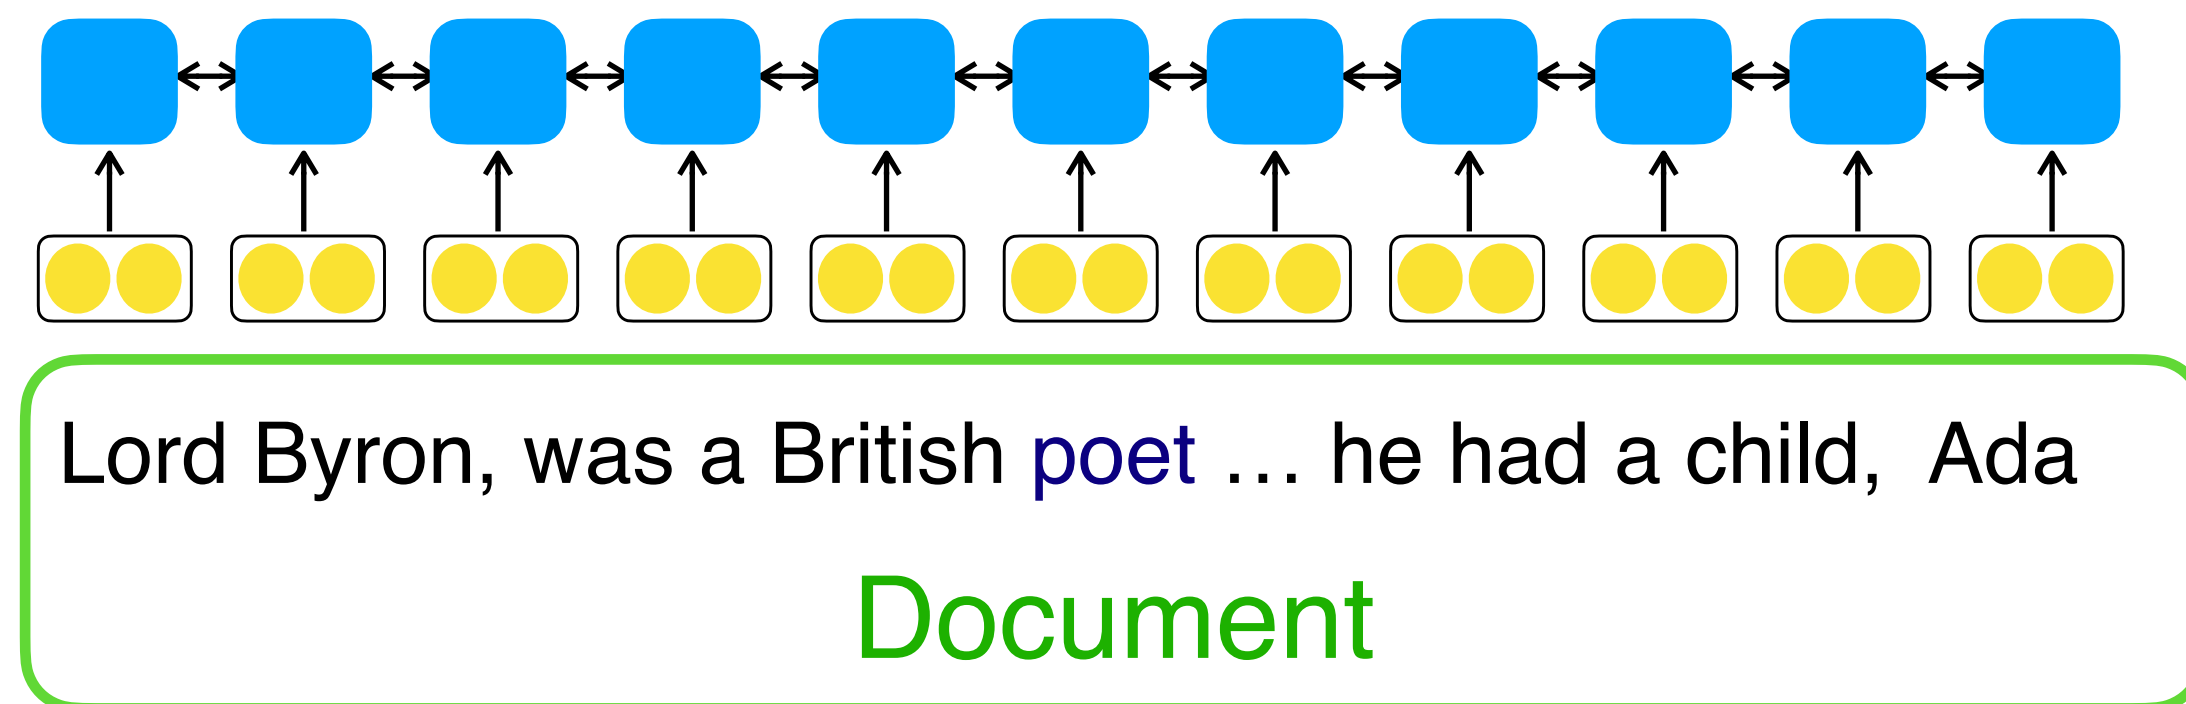 Lord Byron, was a British poet … he had a child, Ada
Document